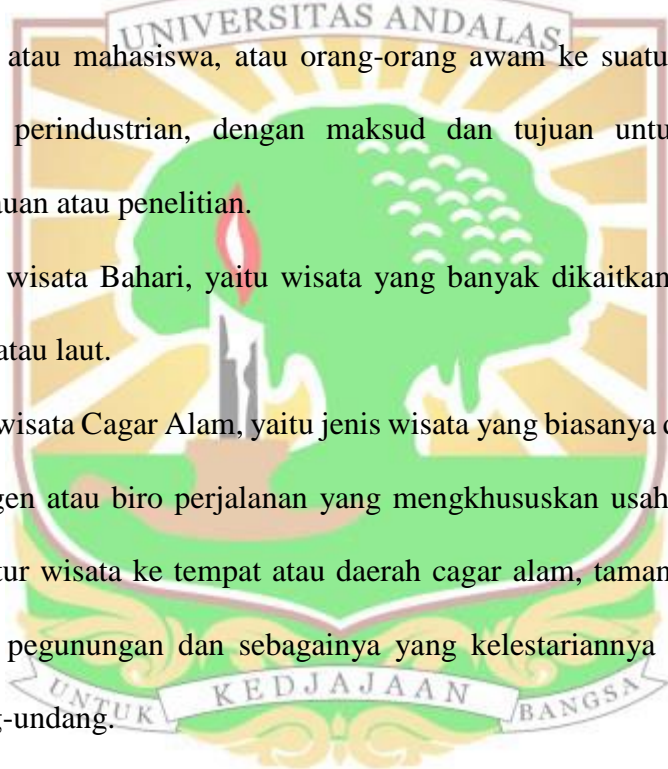 UNIVERSITAS ANDALAS
atau mahasiswa, atau orang-orang awam ke suatu
perindustrian, dengan maksud dan tujuan untu
uan atau penelitian.
wisata Bahari, yaitu wisata yang banyak dikaitkan
atau laut.
wisata Cagar Alam, yaitu jenis wisata yang biasanya
gen atau biro perjalanan yang mengkhususkan usah
tur wisata ke tempat atau daerah cagar alam, taman
pegunungan dan sebagainya yang kelestariannya
UNTUK KEDJAJAAN BANGSA
g-undang.